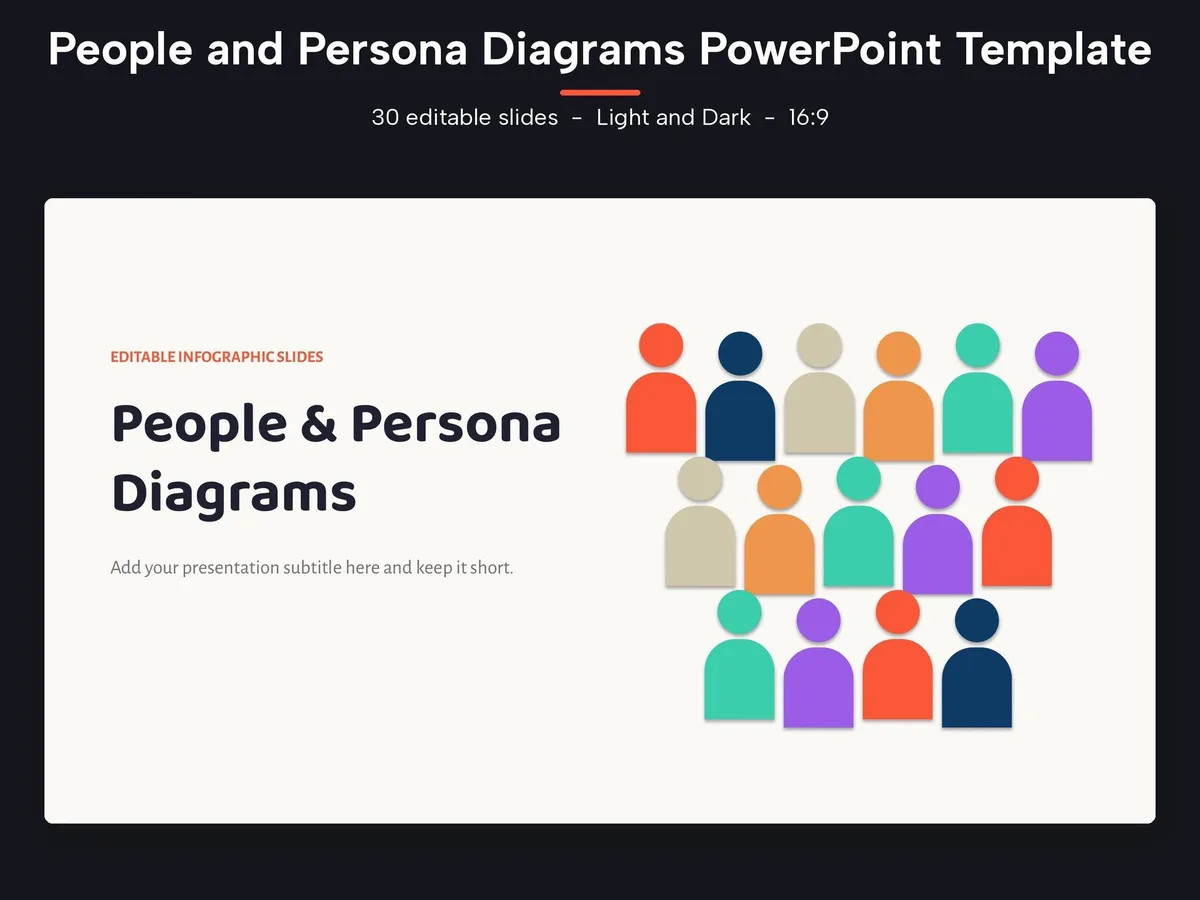 People and Persona Diagrams PowerPoint Template
30 editable slides - Light and Dark - 16:9
EDITABLE INFOGRAPHIC SLIDES
People & Persona
Diagrams
Add your presentation subtitle here and keep it short.